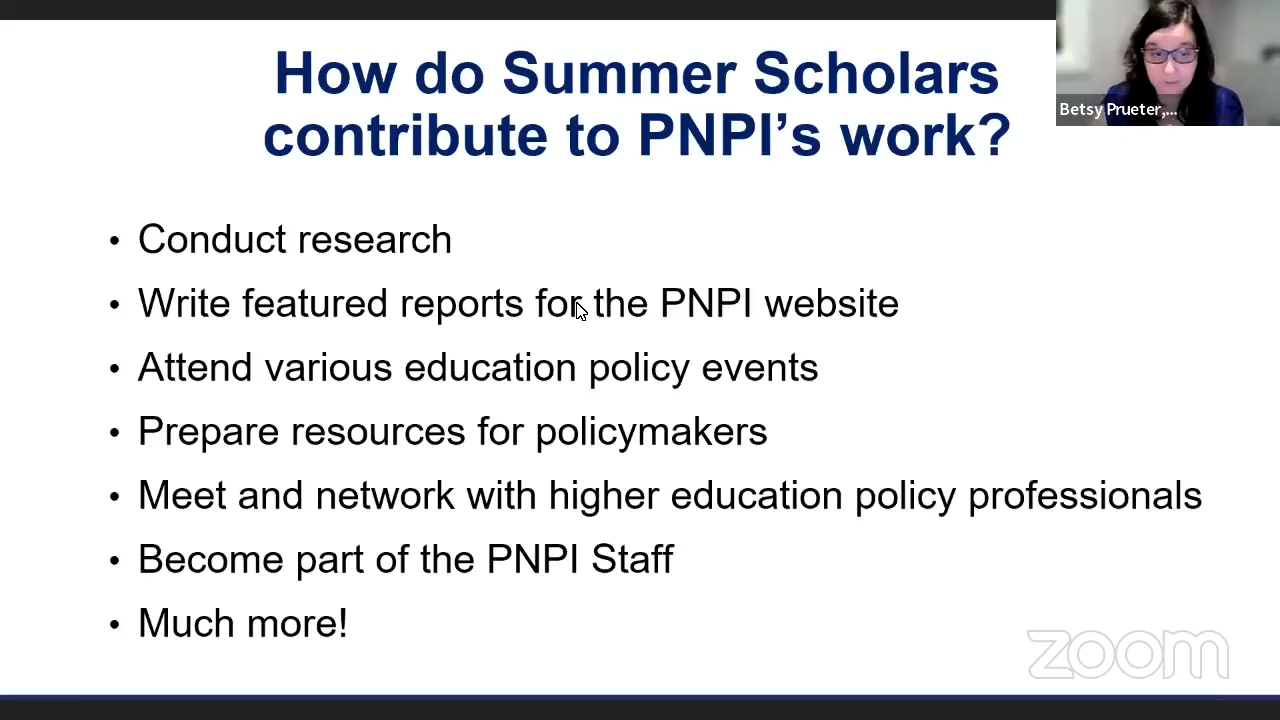 How do Summer Scholars
contribute to PNPI’s work?
Betsy Prueter,...
• Conduct research
• Write featured reports for the PNPI website
• Attend various education policy events
• Prepare resources for policymakers
• Meet and network with higher education policy professionals
• Become part of the PNPI Staff
• Much more!
zoom